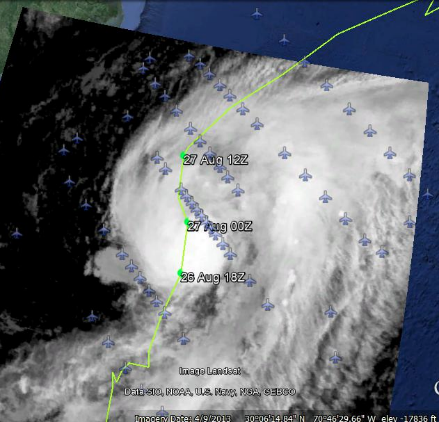 27 Aug 12Z
27 Aug 00Z
26 Aug 18Z
Image Landsat
Data SIO, NOAA, U.S. Navy, NGA, GEBCO
Imagery Date: 4/9/2013 30°06'14.84" N 70°46'29.66" W elev -17836 ft